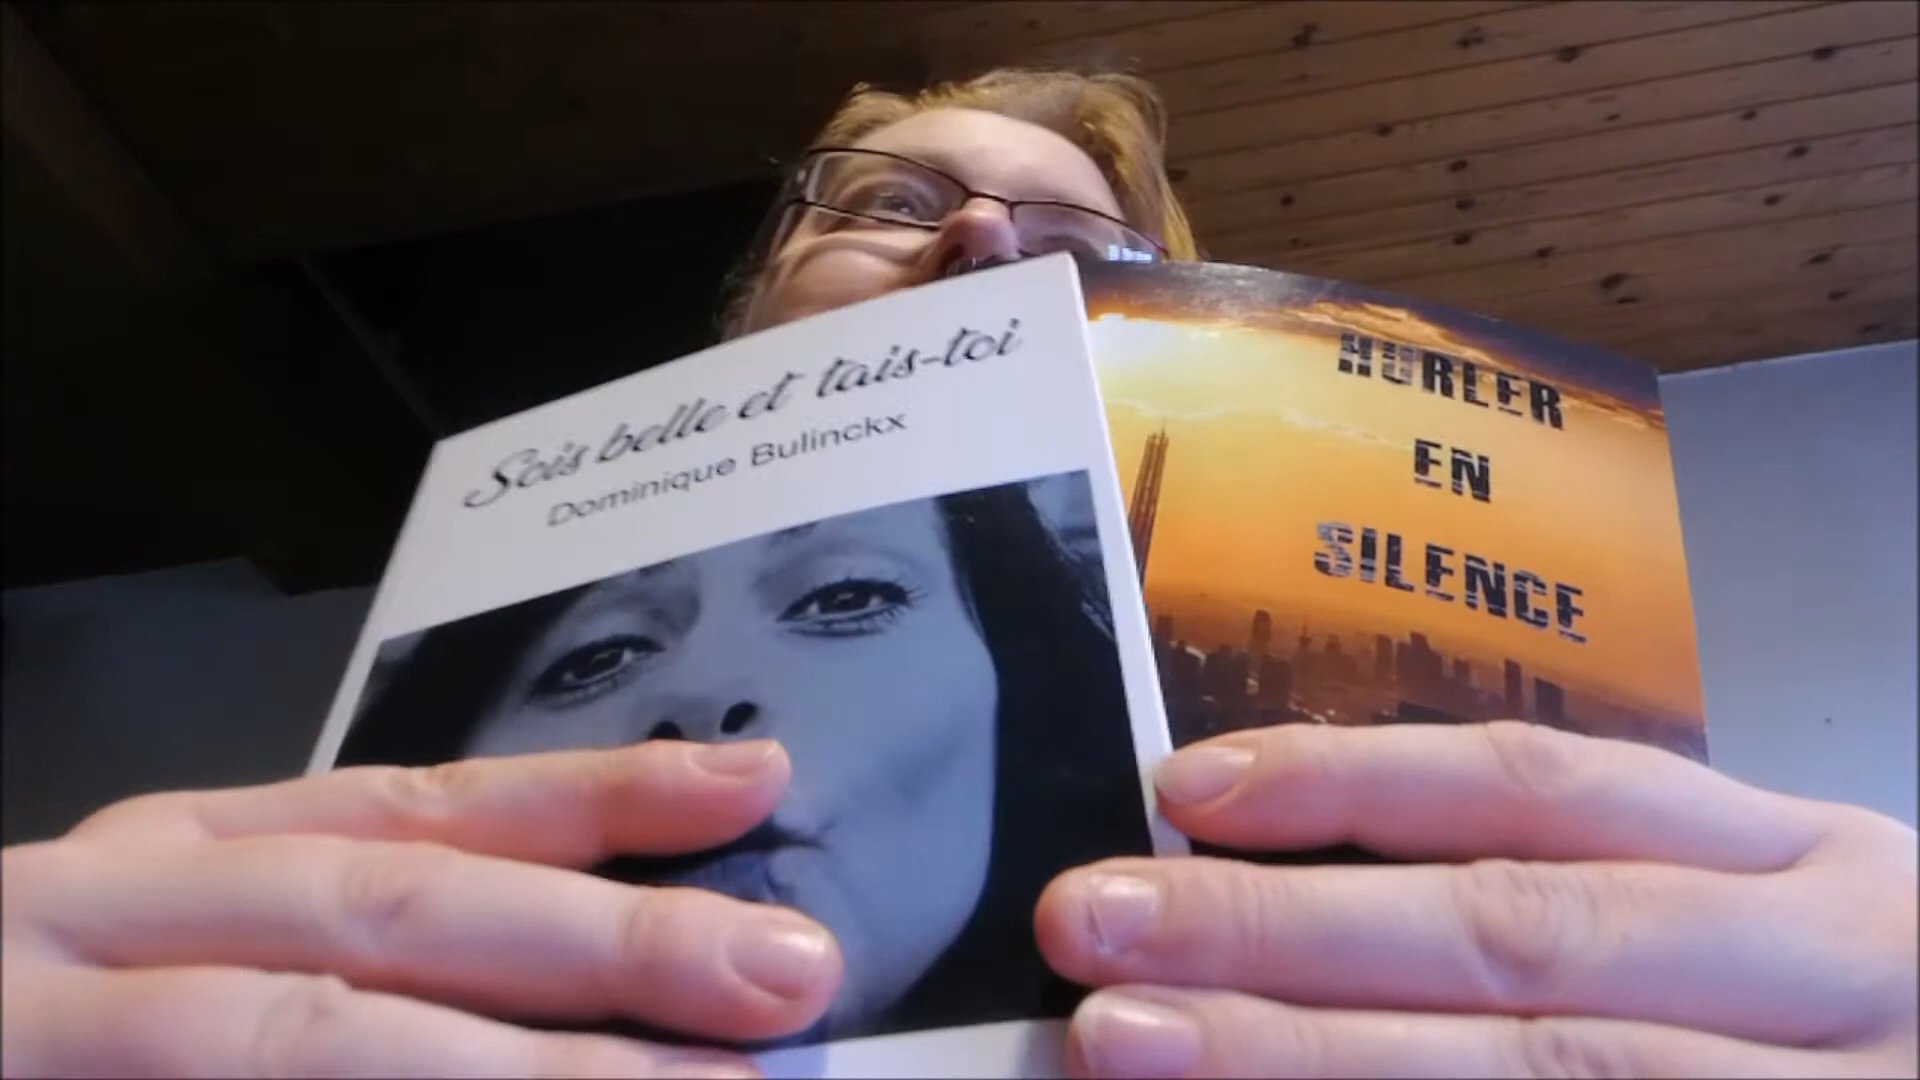 Sois belle et tais-toi
Dominique Bulinckx
HURLER
EN
SILENCE